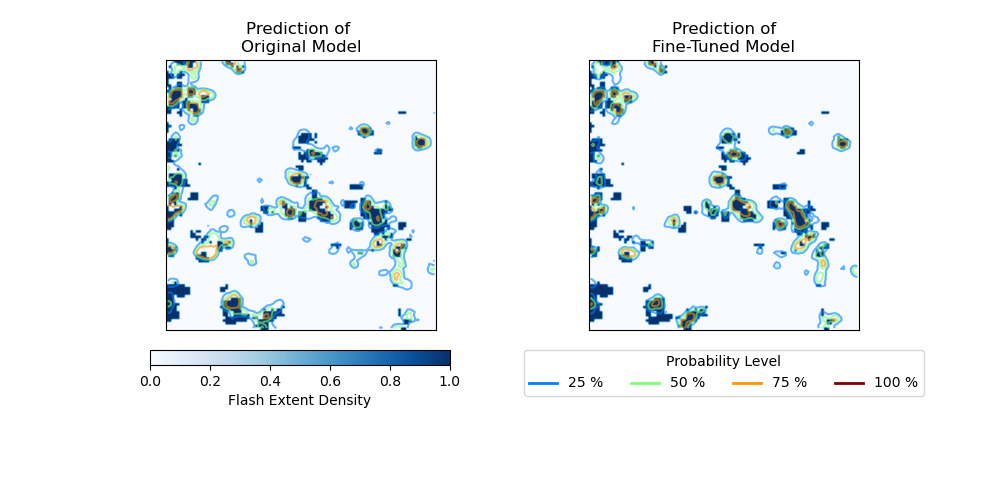 Prediction of
Original Model
Prediction of
Fine-Tuned Model
0.0 0.2 0.4 0.6 0.8 1.0
Flash Extent Density
Probability Level
25 % 50 % 75 % 100 %